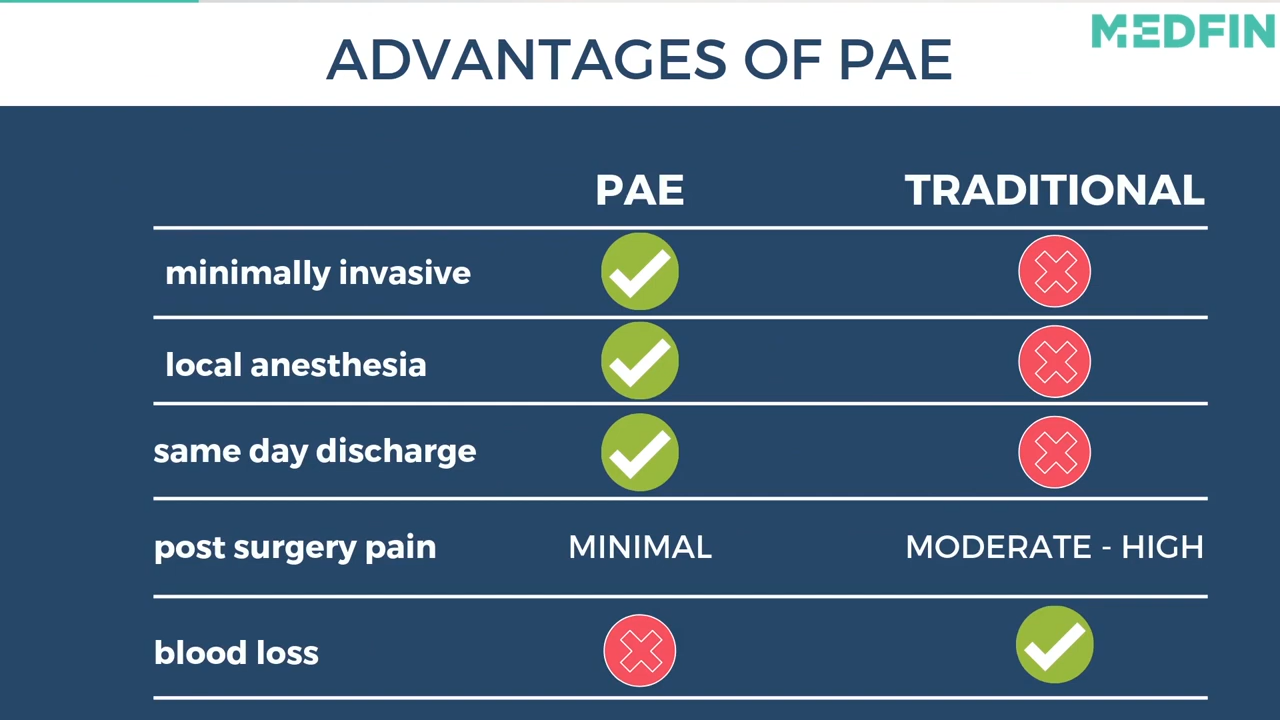 MEDFIN
ADVANTAGES OF PAE
PAE TRADITIONAL
minimally invasive
local anesthesia
same day discharge
post surgery pain MINIMAL MODERATE - HIGH
blood loss